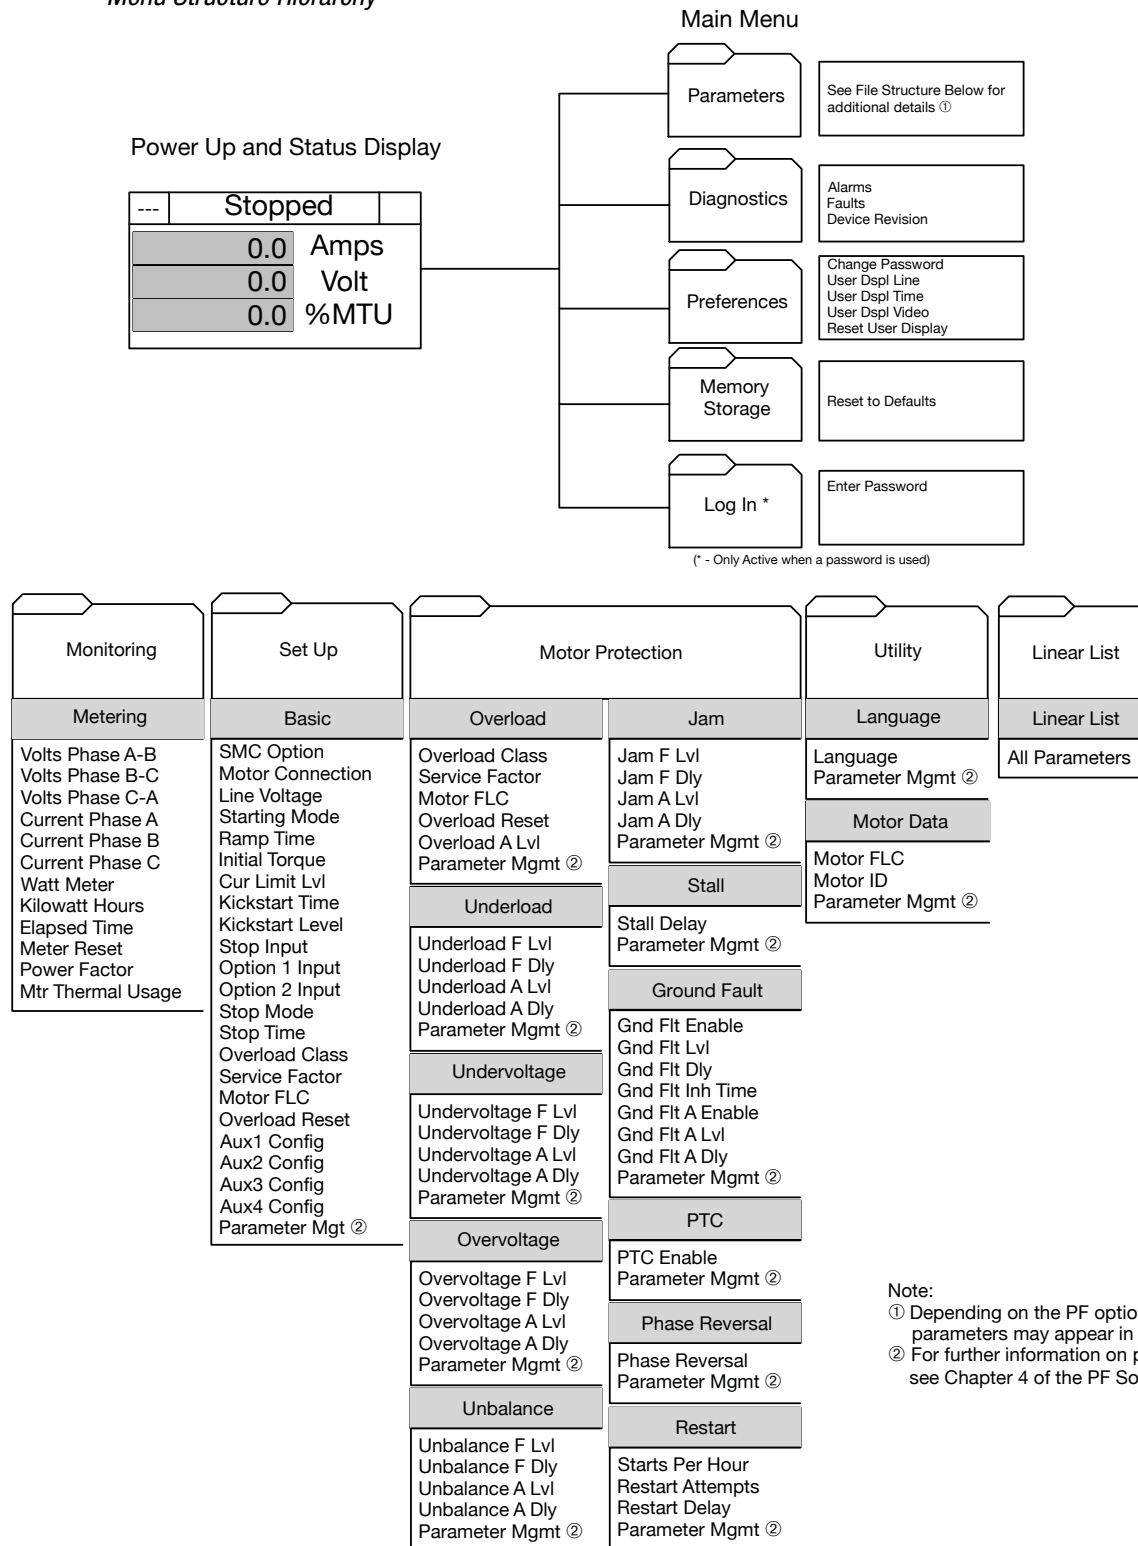 Menu Structure Hierarchy
Main Menu
Parameters
See File Structure Below for
additional details ①
Power Up and Status Display
--- Stopped
0.0 Amps
0.0 Volt
0.0 %MTU
Diagnostics
Alarms
Faults
Device Revision
Preferences
Change Password
User Dspl Line
User Dspl Time
User Dspl Video
Reset User Display
Memory
Storage
Reset to Defaults
Log In *
Enter Password
(* - Only Active when a password is used)
Monitoring
Metering
Volts Phase A-B
Volts Phase B-C
Volts Phase C-A
Current Phase A
Current Phase B
Current Phase C
Watt Meter
Kilowatt Hours
Elapsed Time
Meter Reset
Power Factor
Mtr Thermal Usage
Set Up
Basic
SMC Option
Motor Connection
Line Voltage
Starting Mode
Ramp Time
Initial Torque
Cur Limit Lvl
Kickstart Time
Kickstart Level
Stop Input
Option 1 Input
Option 2 Input
Stop Mode
Stop Time
Overload Class
Service Factor
Motor FLC
Overload Reset
Aux1 Config
Aux2 Config
Aux3 Config
Aux4 Config
Parameter Mgt ②
Motor Protection
Overload
Overload Class
Service Factor
Motor FLC
Overload Reset
Overload A Lvl
Parameter Mgmt ②
Underload
Underload F Lvl
Underload F Dly
Underload A Lvl
Underload A Dly
Parameter Mgmt ②
Undervoltage
Undervoltage F Lvl
Undervoltage F Dly
Undervoltage A Lvl
Undervoltage A Dly
Parameter Mgmt ②
Overvoltage
Overvoltage F Lvl
Overvoltage F Dly
Overvoltage A Lvl
Overvoltage A Dly
Parameter Mgmt ②
Unbalance
Unbalance F Lvl
Unbalance F Dly
Unbalance A Lvl
Unbalance A Dly
Parameter Mgmt ②
Jam
Jam F Lvl
Jam F Dly
Jam A Lvl
Jam A Dly
Parameter Mgmt ②
Stall
Stall Delay
Parameter Mgmt ②
Ground Fault
Gnd Flt Enable
Gnd Flt Lvl
Gnd Flt Dly
Gnd Flt Inh Time
Gnd Flt A Enable
Gnd Flt A Lvl
Gnd Flt A Dly
Parameter Mgmt ②
PTC
PTC Enable
Parameter Mgmt ②
Phase Reversal
Phase Reversal
Parameter Mgmt ②
Restart
Starts Per Hour
Restart Attempts
Restart Delay
Parameter Mgmt ②
Utility
Language
Language
Parameter Mgmt ②
Motor Data
Motor FLC
Motor ID
Parameter Mgmt ②
Linear List
Linear List
All Parameters
Note:
① Depending on the PF
parameters may appear in
② For further information on
see Chapter 4 of the PF